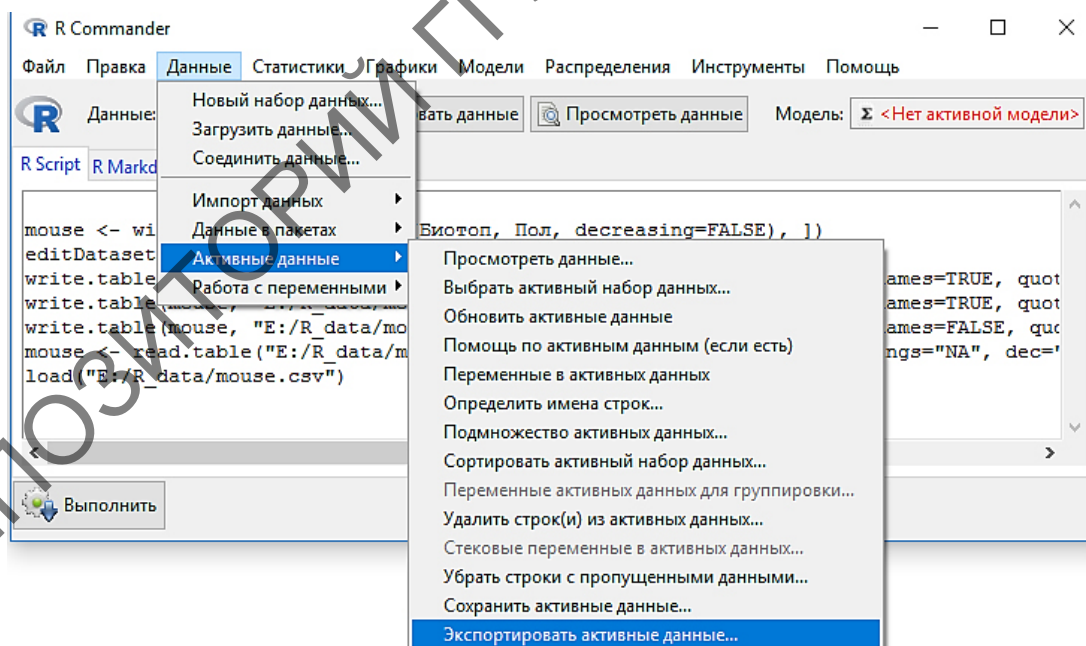 R Commander
Файл Правка Данные Статистики Графики Модели Распределения Инструменты Помощь
Данные: вать данные Просмотреть данные Модель: Σ <Нет активной модели>
R Script R Markd
Новый набор данных...
Загрузить данные...
Соединить данные...
Импорт данных
Данные в пакетах
Активные данные
Работа с переменными
mouse <- wi Биотоп, Пол, decreasing=FALSE), ])
editDataset
write.table ames=TRUE, quot
write.table(mouse, "E:/R_data/mo ames=TRUE, quot
write.table(mouse, "E:/R_data/mo ames=FALSE, quo
mouse <- read.table("E:/R_data/m ngs="NA", dec="
load("E:/R_data/mouse.csv")
Выполнить
Просмотреть данные...
Выбрать активный набор данных...
Обновить активные данные
Помощь по активным данным (если есть)
Переменные в активных данных
Определить имена строк...
Подмножество активных данных...
Сортировать активный набор данных...
Переменные активных данных для группировки...
Удалить строк(и) из активных данных...
Стековые переменные в активных данных...
Убрать строки с пропущенными данными...
Сохранить активные данные...
Экспортировать активные данные...
ПОЗИТОРИЙ